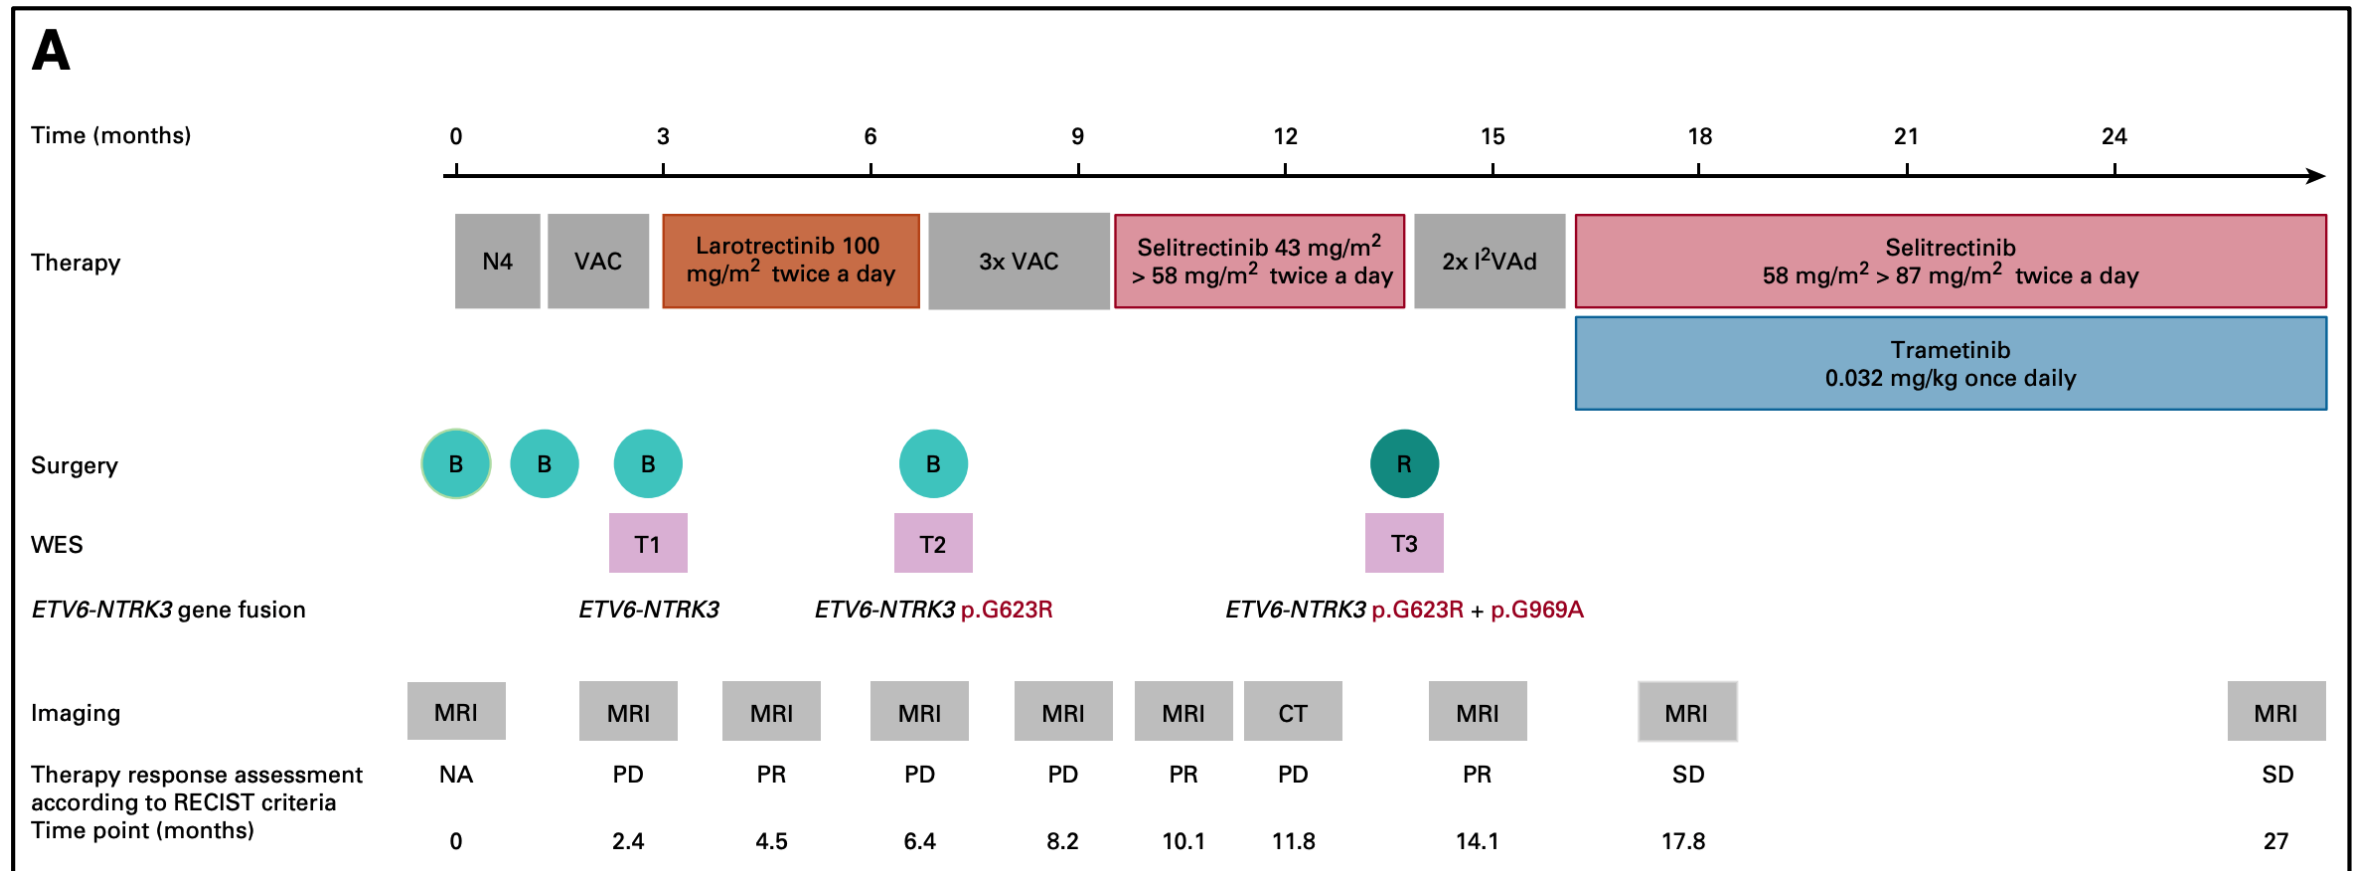 A
Time (months) 0 3 6 9 12 15 18 21 24
Therapy
N4
VAC
Larotrectinib 100
mg/m² twice a day
3x VAC
Selitrectinib 43 mg/m²
> 58 mg/m² twice a day
2x I²VAd
Selitrectinib
58 mg/m² > 87 mg/m² twice a day
Trametinib
0.032 mg/kg once daily
Surgery B B B B R
WES T1 T2 T3
ETV6-NTRK3 gene fusion ETV6-NTRK3 ETV6-NTRK3 p.G623R ETV6-NTRK3 p.G623R + p.G969A
Imaging MRI MRI MRI MRI MRI MRI CT MRI MRI MRI
Therapy response assessment NA PD PR PD PD PR PD PR SD SD
according to RECIST criteria
Time point (months) 0 2.4 4.5 6.4 8.2 10.1 11.8 14.1 17.8 27